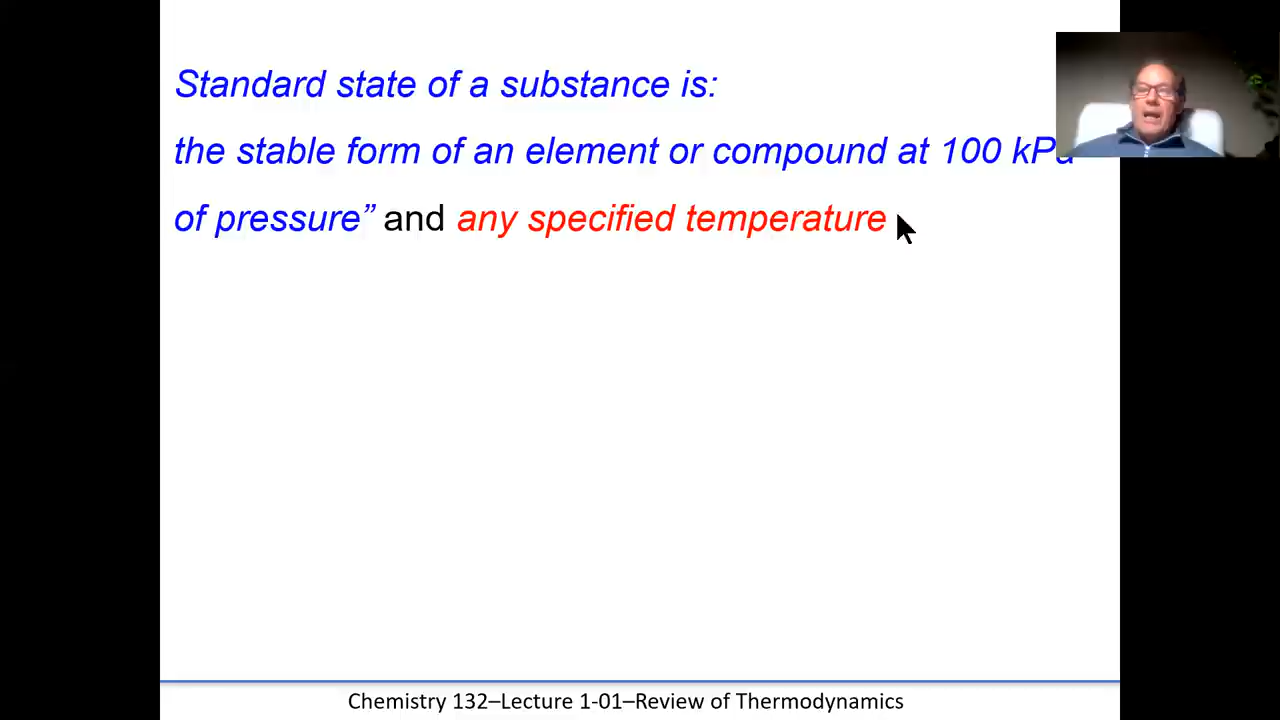 Standard state of a substance is:
the stable form of an element or compound at 100 kPa
of pressure” and any specified temperature
Chemistry 132–Lecture 1-01–Review of Thermodynamics